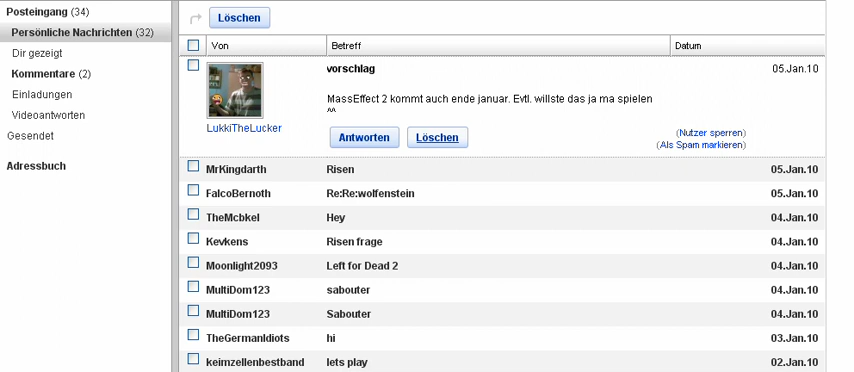 Posteingang (34)
Persönliche Nachrichten (32)
Dir gezeigt
Kommentare (2)
Einladungen
Videoantworten
Gesendet
Adressbuch
Löschen
Von Betreff Datum
vorschlag 05.Jan.10
MassEffect 2 kommt auch ende januar. Evtl. willste das ja ma spielen
^^
LukkiTheLucker
Antworten Löschen
(Nutzer sperren)
(Als Spam markieren)
MrKingdarth Risen 05.Jan.10
FalcoBernoth Re:Re:wolfenstein 05.Jan.10
TheMcbkel Hey 04.Jan.10
Kevkens Risen frage 04.Jan.10
Moonlight2093 Left for Dead 2 04.Jan.10
MultiDom123 sabouter 04.Jan.10
MultiDom123 Sabouter 04.Jan.10
TheGermanIdiots hi 03.Jan.10
keimzellenbestband lets play 02.Jan.10